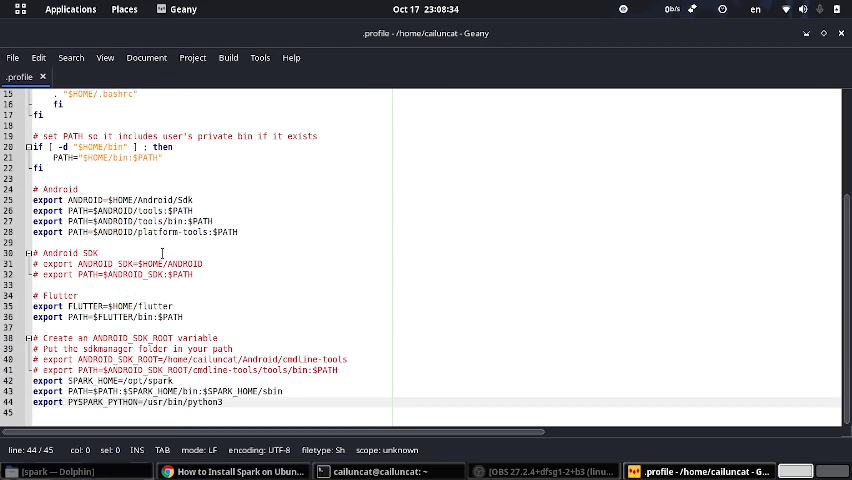 Applications Places Geany Oct 17 23:08:34 0 b/s en
.profile - /home/cailuncat - Geany
File Edit Search View Document Project Build Tools Help
.profile ×
15 . "$HOME/.bashrc"
16 fi
17 fi
18
19 # set PATH so it includes user's private bin if it exists
20 if [ -d "$HOME/bin" ] ; then
21 PATH="$HOME/bin:$PATH"
22 fi
23
24 # Android
25 export ANDROID=$HOME/Android/Sdk
26 export PATH=$ANDROID/tools:$PATH
27 export PATH=$ANDROID/tools/bin:$PATH
28 export PATH=$ANDROID/platform-tools:$PATH
29
30 # Android SDK
31 # export ANDROID_SDK=$HOME/ANDROID
32 # export PATH=$ANDROID_SDK:$PATH
33
34 # Flutter
35 export FLUTTER=$HOME/flutter
36 export PATH=$FLUTTER/bin:$PATH
37
38 # Create an ANDROID_SDK_ROOT variable
39 # Put the sdkmanager folder in your path
40 # export ANDROID_SDK_ROOT=/home/cailuncat/Android/cmdline-tools
41 # export PATH=$ANDROID_SDK_ROOT/cmdline-tools/tools/bin:$PATH
42 export SPARK_HOME=/opt/spark
43 export PATH=$PATH:$SPARK_HOME/bin:$SPARK_HOME/sbin
44 export PYSPARK_PYTHON=/usr/bin/python3
45
line: 44 / 45 col: 0 sel: 0 INS TAB mode: LF encoding: UTF-8 filetype: Sh scope: unknown
[spark — Dolphin] How to Install Spark on Ubun... cailuncat@cailuncat: ~ [OBS 27.2.4+dfsg1-2+b3 (linu... .profile - /home/cailuncat - G...